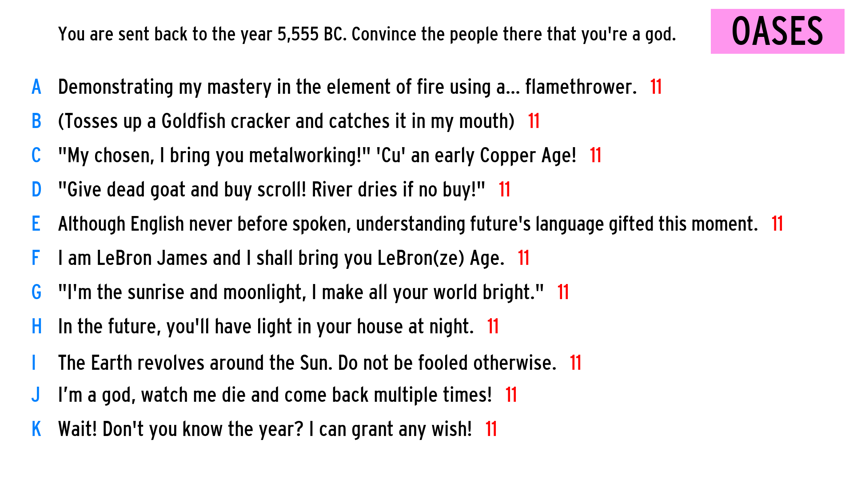 You are sent back to the year 5,555 BC. Convince the people there that you're a god.
OASES
A Demonstrating my mastery in the element of fire using a... flamethrower. 11
B (Tosses up a Goldfish cracker and catches it in my mouth) 11
C "My chosen, I bring you metalworking!" 'Cu' an early Copper Age! 11
D "Give dead goat and buy scroll! River dries if no buy!" 11
E Although English never before spoken, understanding future's language gifted this moment. 11
F I am LeBron James and I shall bring you LeBron(ze) Age. 11
G "I'm the sunrise and moonlight, I make all your world bright." 11
H In the future, you'll have light in your house at night. 11
I The Earth revolves around the Sun. Do not be fooled otherwise. 11
J I’m a god, watch me die and come back multiple times! 11
K Wait! Don't you know the year? I can grant any wish! 11